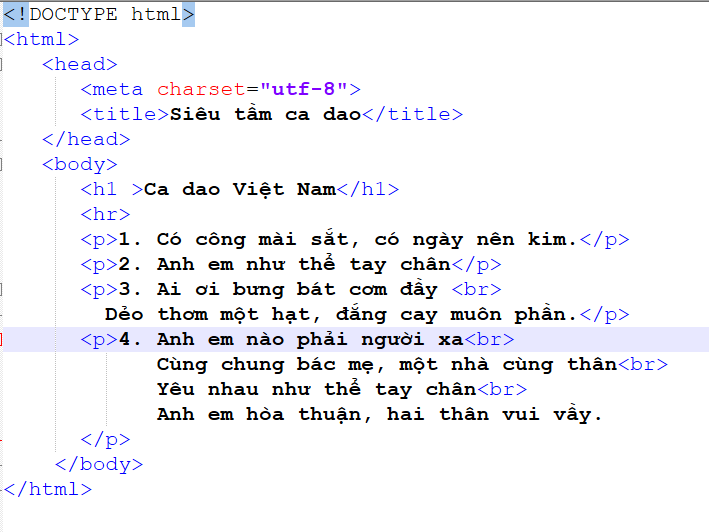 <!DOCTYPE html>
<html>
<head>
<meta charset="utf-8">
<title>Siêu tầm ca dao</title>
</head>
<body>
<h1 >Ca dao Việt Nam</h1>
<hr>
<p>1. Có công mài sắt, có ngày nên kim.</p>
<p>2. Anh em như thể tay chân</p>
<p>3. Ai ơi bưng bát cơm đầy <br>
Dẻo thơm một hạt, đắng cay muôn phần.</p>
<p>4. Anh em nào phải người xa<br>
Cùng chung bác mẹ, một nhà cùng thân<br>
Yêu nhau như thể tay chân<br>
Anh em hòa thuận, hai thân vui vầy.
</p>
</body>
</html>